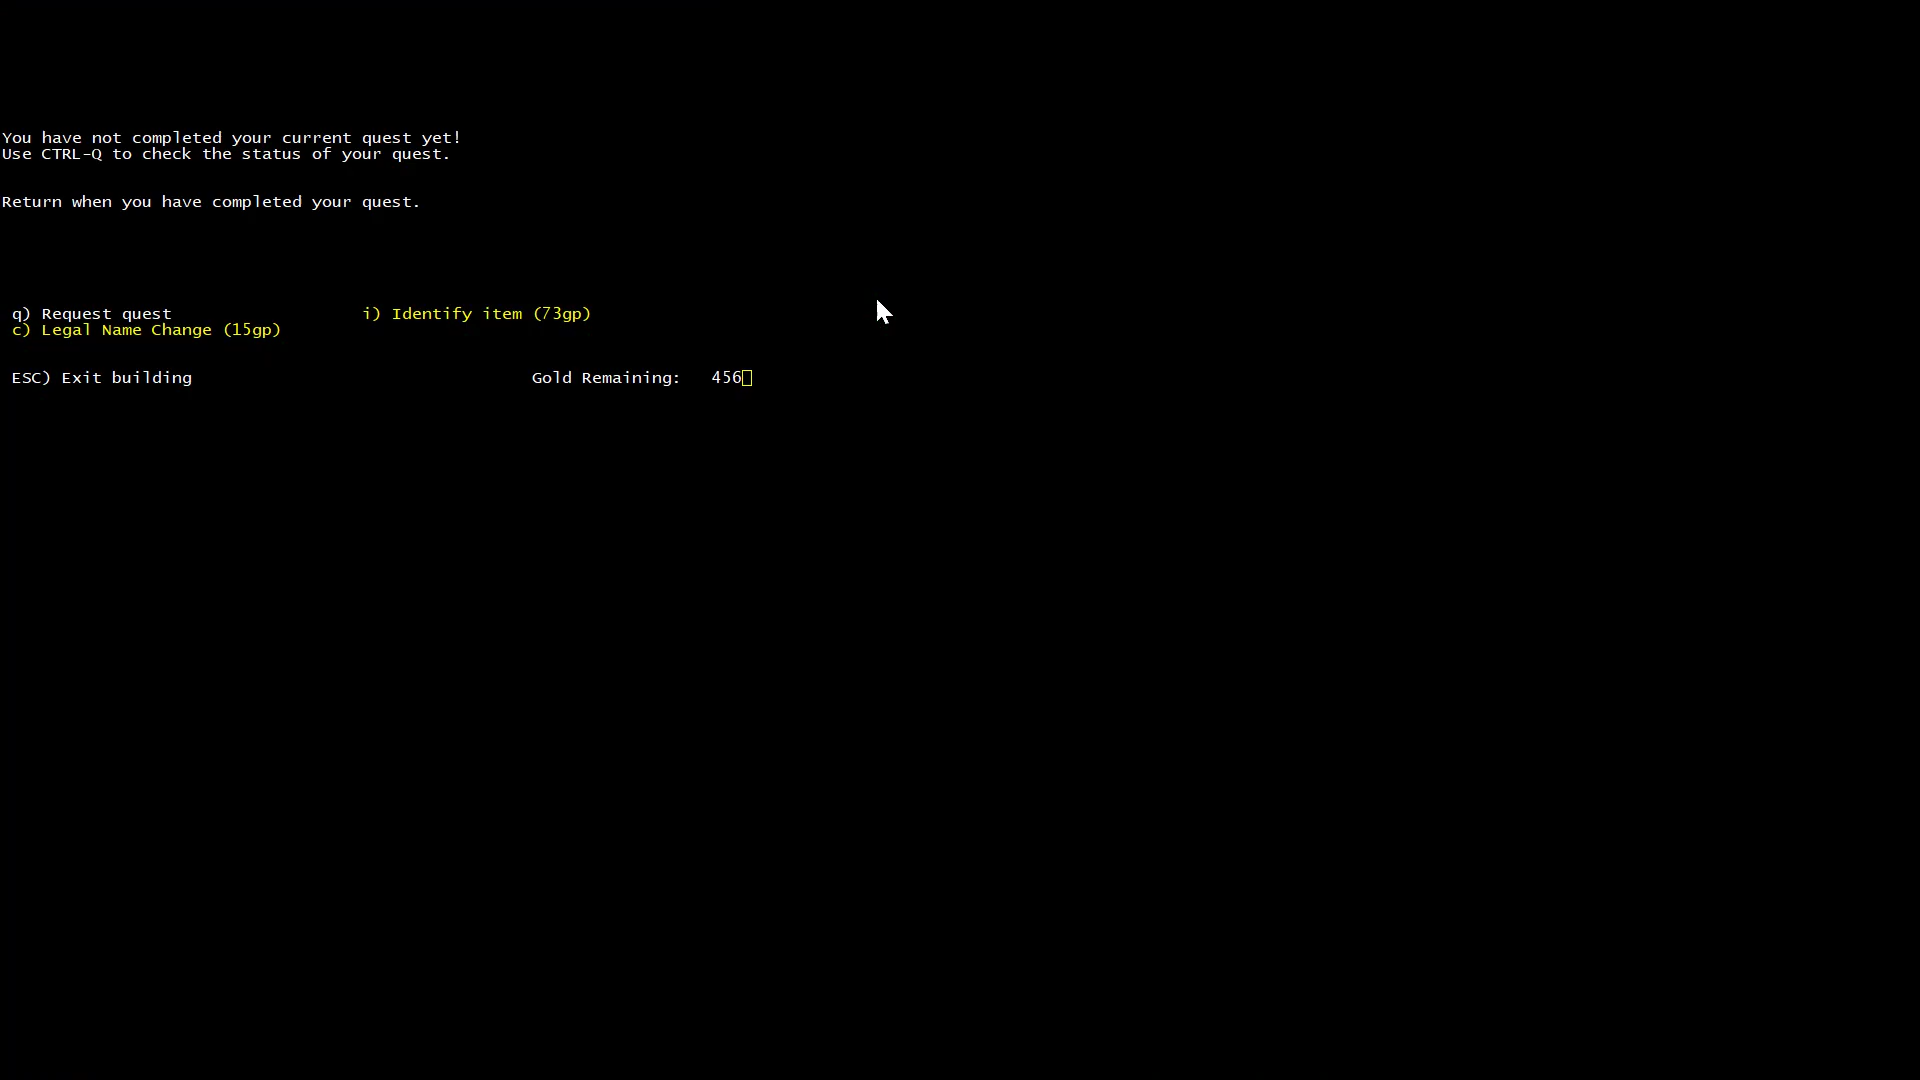 You have not completed your current quest yet!
Use CTRL-Q to check the status of your quest.
Return when you have completed your quest.
q) Request quest i) Identify item (73gp)
c) Legal Name Change (15gp)
ESC) Exit building Gold Remaining: 456